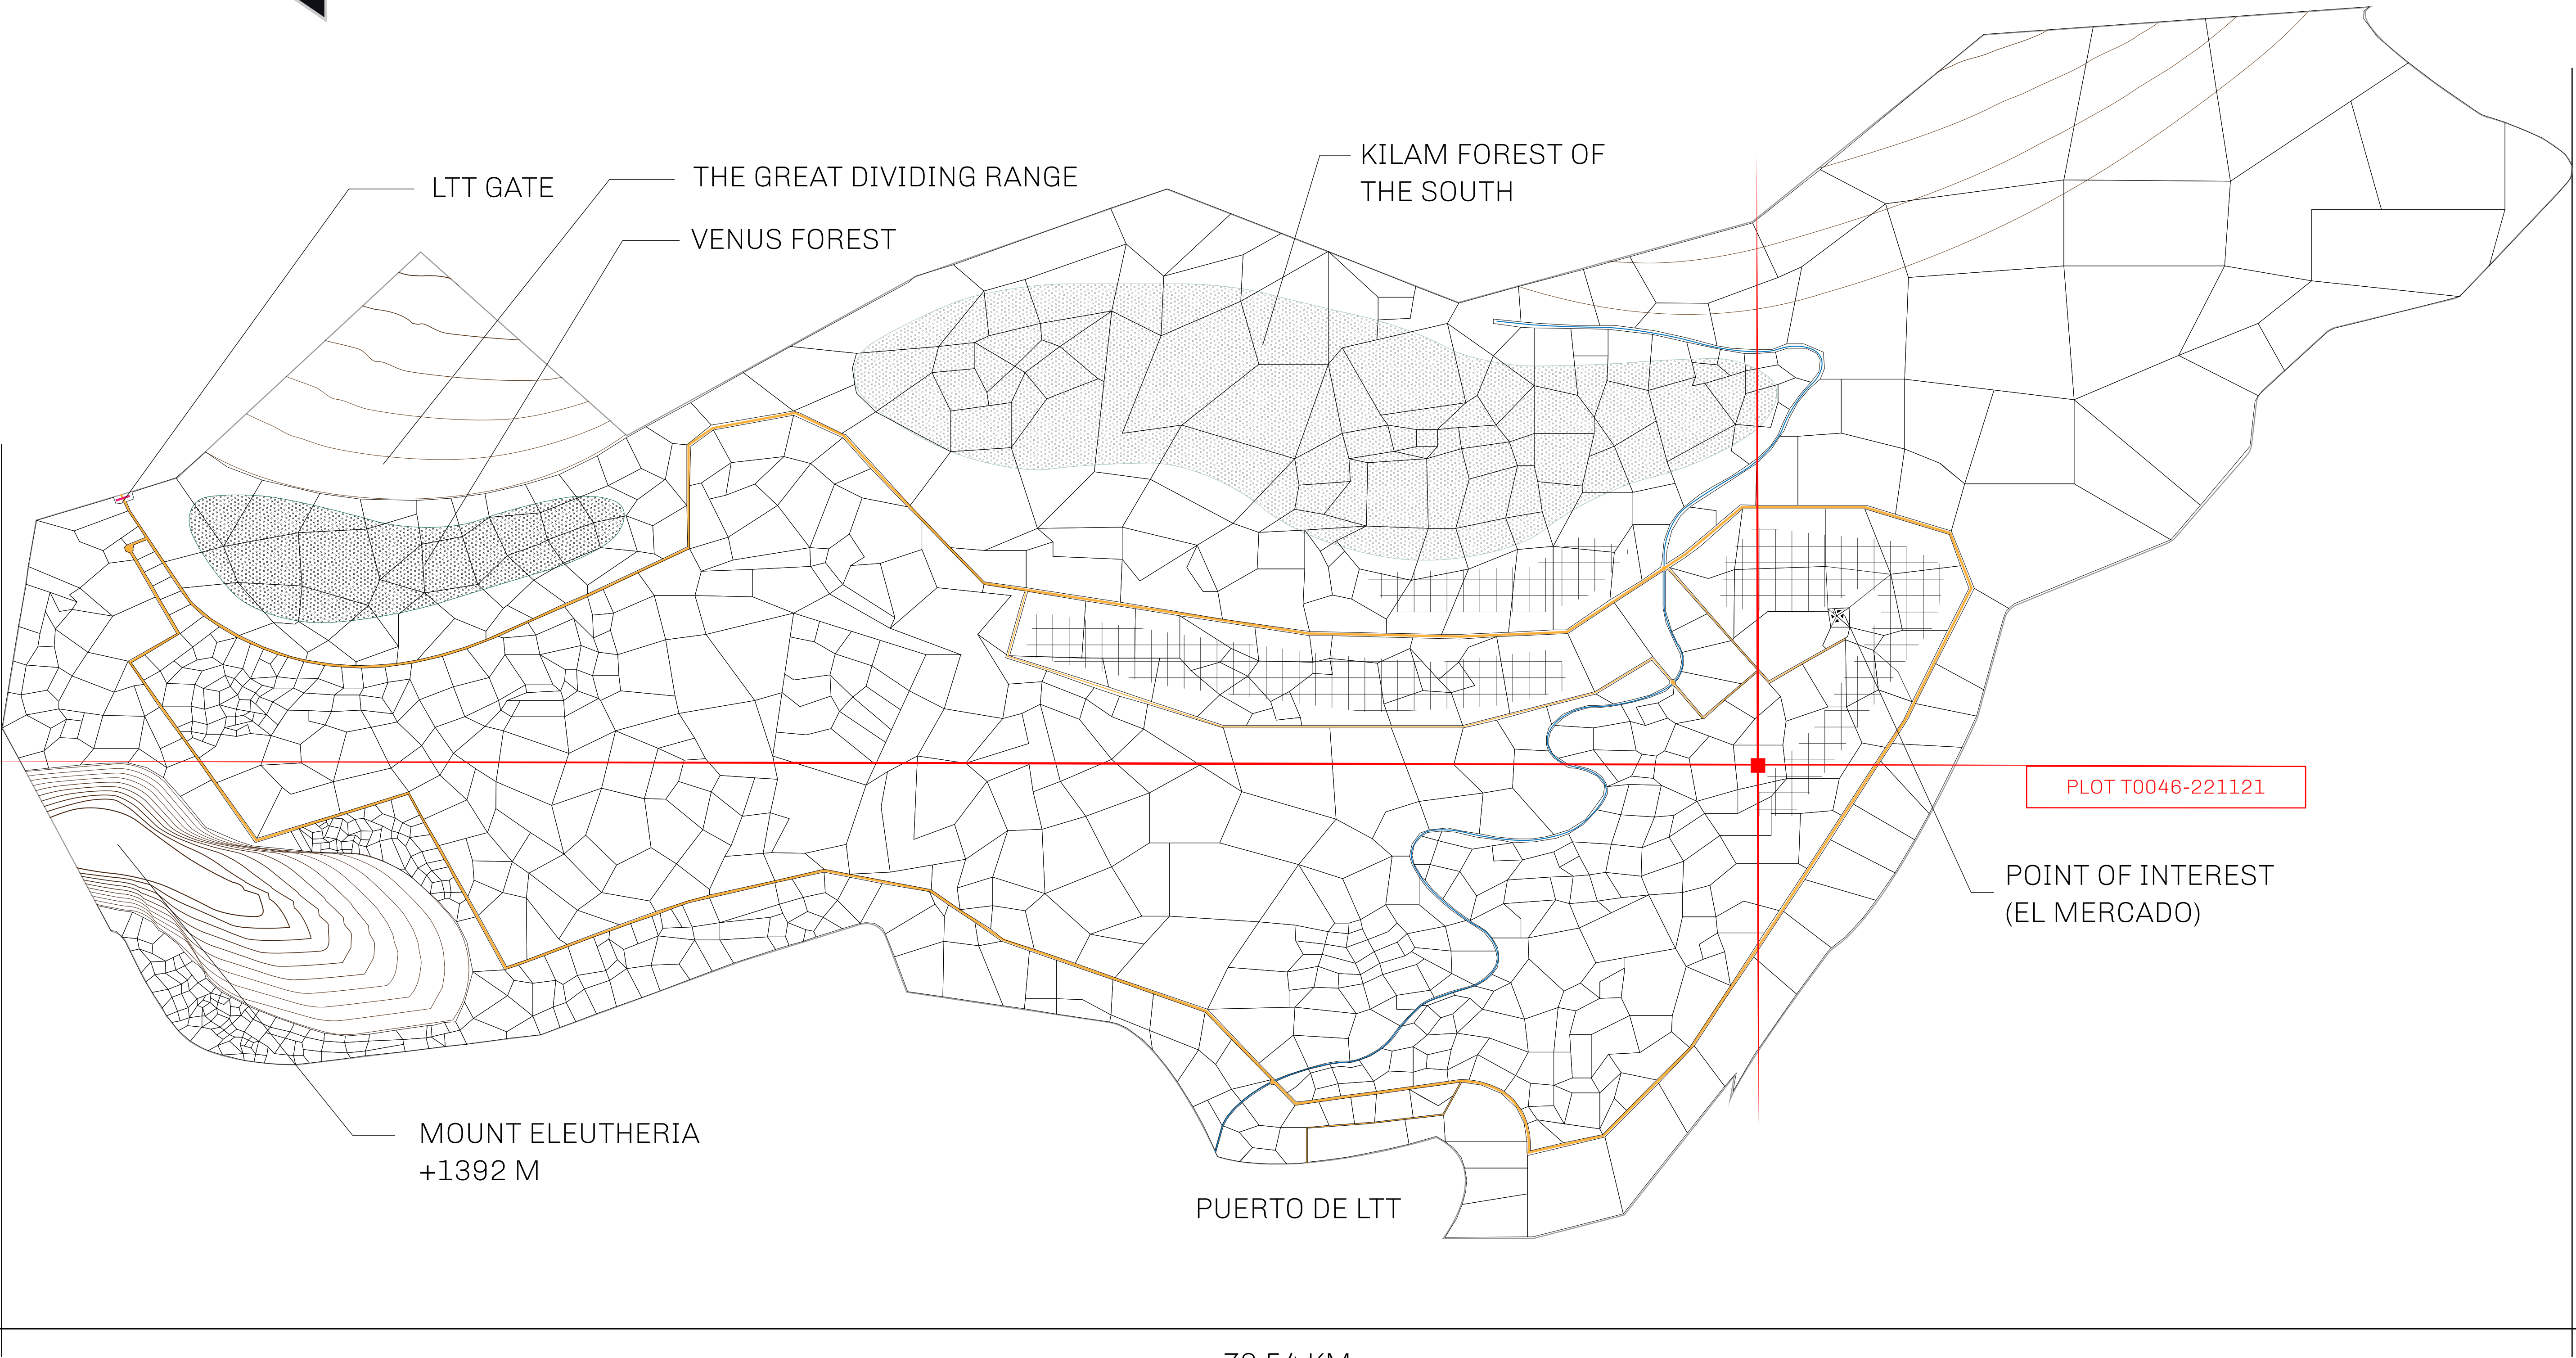 KILAM FOREST OF
THE SOUTH
LTT GATE
THE GREAT DIVIDING RANGE
VENUS FOREST
PLOT T0046-221121
POINT OF INTEREST
(EL MERCADO)
MOUNT ELEUTHERIA
+1392 M
PUERTO DE LTT
KM